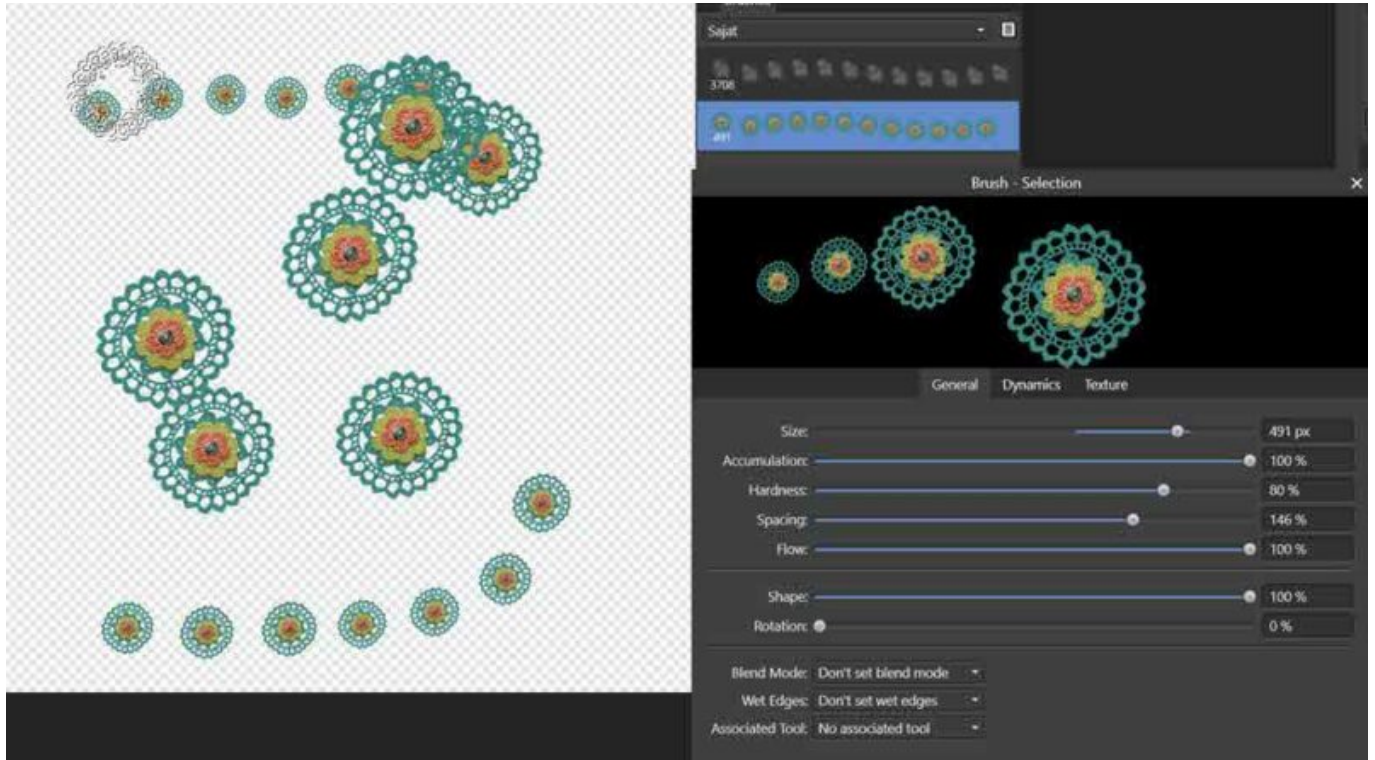 Sajat
3708
491
Brush - Selection
General Dynamics Texture
Size: 491 px
Accumulation: 100 %
Hardness: 80 %
Spacing: 146 %
Flow: 100 %
Shape: 100 %
Rotation: 0 %
Blend Mode: Don't set blend mode
Wet Edges: Don't set wet edges
Associated Tool: No associated tool